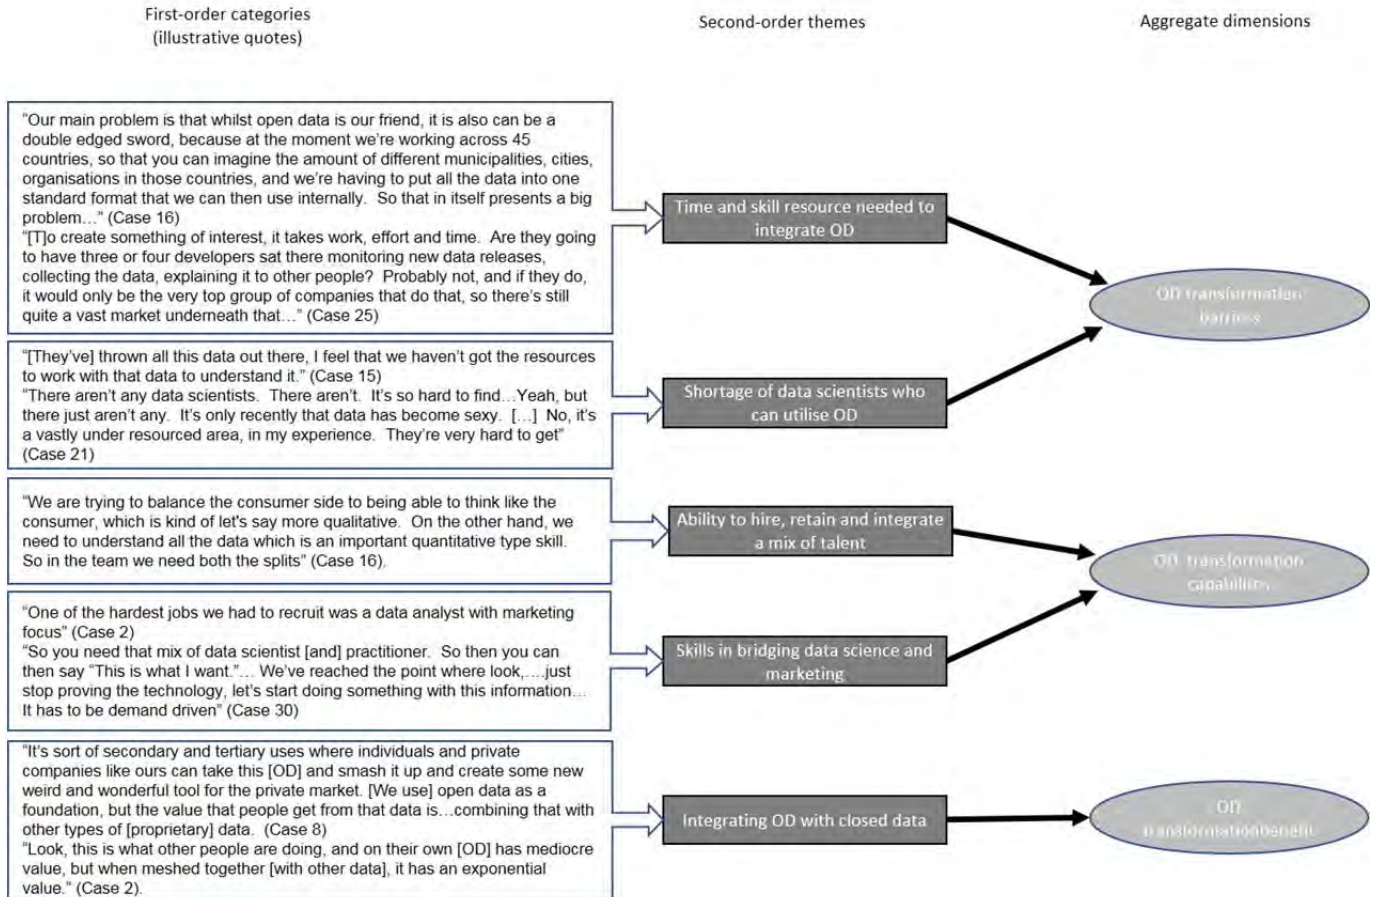 First-order categories
(illustrative quotes)
Second-order themes
Aggregate dimensions
“Our main problem is that whilst open data is our friend, it is also can be a
double edged sword, because at the moment we’re working across 45
countries, so that you can imagine the amount of different municipalities, cities,
organisations in those countries, and we’re having to put all the data into one
standard format that we can then use internally.  So that in itself presents a big
problem…” (Case 16)
“[T]o create something of interest, it takes work, effort and time.  Are they going
to have three or four developers sat there monitoring new data releases,
collecting the data, explaining it to other people?  Probably not, and if they do,
it would only be the very top group of companies that do that, so there’s still
quite a vast market underneath that…” (Case 25)
Time and skill resource needed to
integrate OD
OD transformation
barriers
“[They’ve] thrown all this data out there, I feel that we haven’t got the resources
to work with that data to understand it.” (Case 15)
“There aren’t any data scientists.  There aren’t.  It’s so hard to find…Yeah, but
there just aren’t any.  It’s only recently that data has become sexy.  […] No, it’s
a vastly under resourced area, in my experience.  They’re very hard to get”
(Case 21)
Shortage of data scientists who
can utilise OD
“We are trying to balance the consumer side to being able to think like the
consumer, which is kind of let's say more qualitative.  On the other hand, we
need to understand all the data which is an important quantitative type skill.
So in the team we need both the splits” (Case 16).
Ability to hire, retain and integrate
a mix of talent
OD transformation
capabilities
“One of the hardest jobs we had to recruit was a data analyst with marketing
focus” (Case 2)
“So you need that mix of data scientist [and] practitioner.  So then you can
then say “This is what I want.”… We’ve reached the point where look,….just
stop proving the technology, let’s start doing something with this information…
It has to be demand driven” (Case 30)
Skills in bridging data science and
marketing
“It’s sort of secondary and tertiary uses where individuals and private
companies like ours can take this [OD] and smash it up and create some new
weird and wonderful tool for the private market. [We use] open data as a
foundation, but the value that people get from that data is…combining that with
other types of [proprietary] data.  (Case 8)
“Look, this is what other people are doing, and on their own [OD] has mediocre
value, but when meshed together [with other data], it has an exponential
value.” (Case 2).
Integrating OD with closed data
OD
transformationbenefit